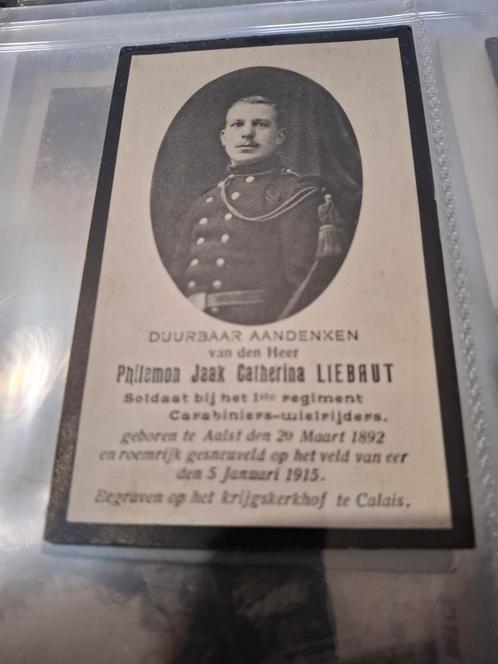 DUURBAAR AANDENKEN
van den Heer
Philemon Jaak Catherina LIEBAUT
Soldaat bij het 1ste regiment
Carabiniers-wielrijders.
geboren te Aalst den 20 Maart 1892
en roemrijk gesneuveld op het veld van eer
den 5 Januari 1915.
Begraven op het krijgskerkhof te Calais.